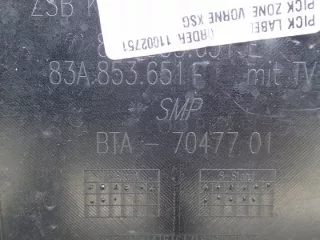 ZSB K
PICK LABEL
ORDER 11002751
PICK ZONE VORNE XSG
83A.853.651 E mit TV
SMP
BTA - 70477 01